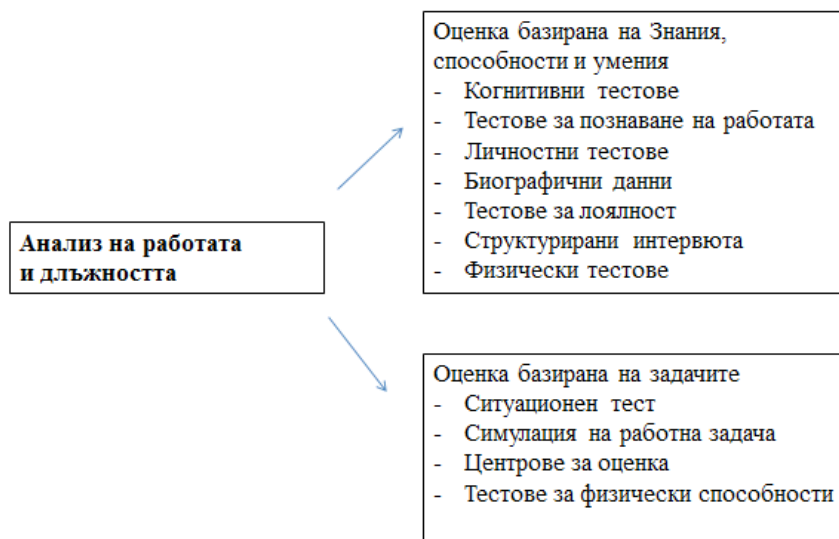 Анализ на работата
и длъжността
Оценка базирана на Знания,
способности и умения
- Когнитивни тестове
- Тестове за познаване на работата
- Личностни тестове
- Биографични данни
- Тестове за лоялност
- Структурирани интервюта
- Физически тестове
Оценка базирана на задачите
- Ситуационен тест
- Симулация на работна задача
- Центрове за оценка
- Тестове за физически способности